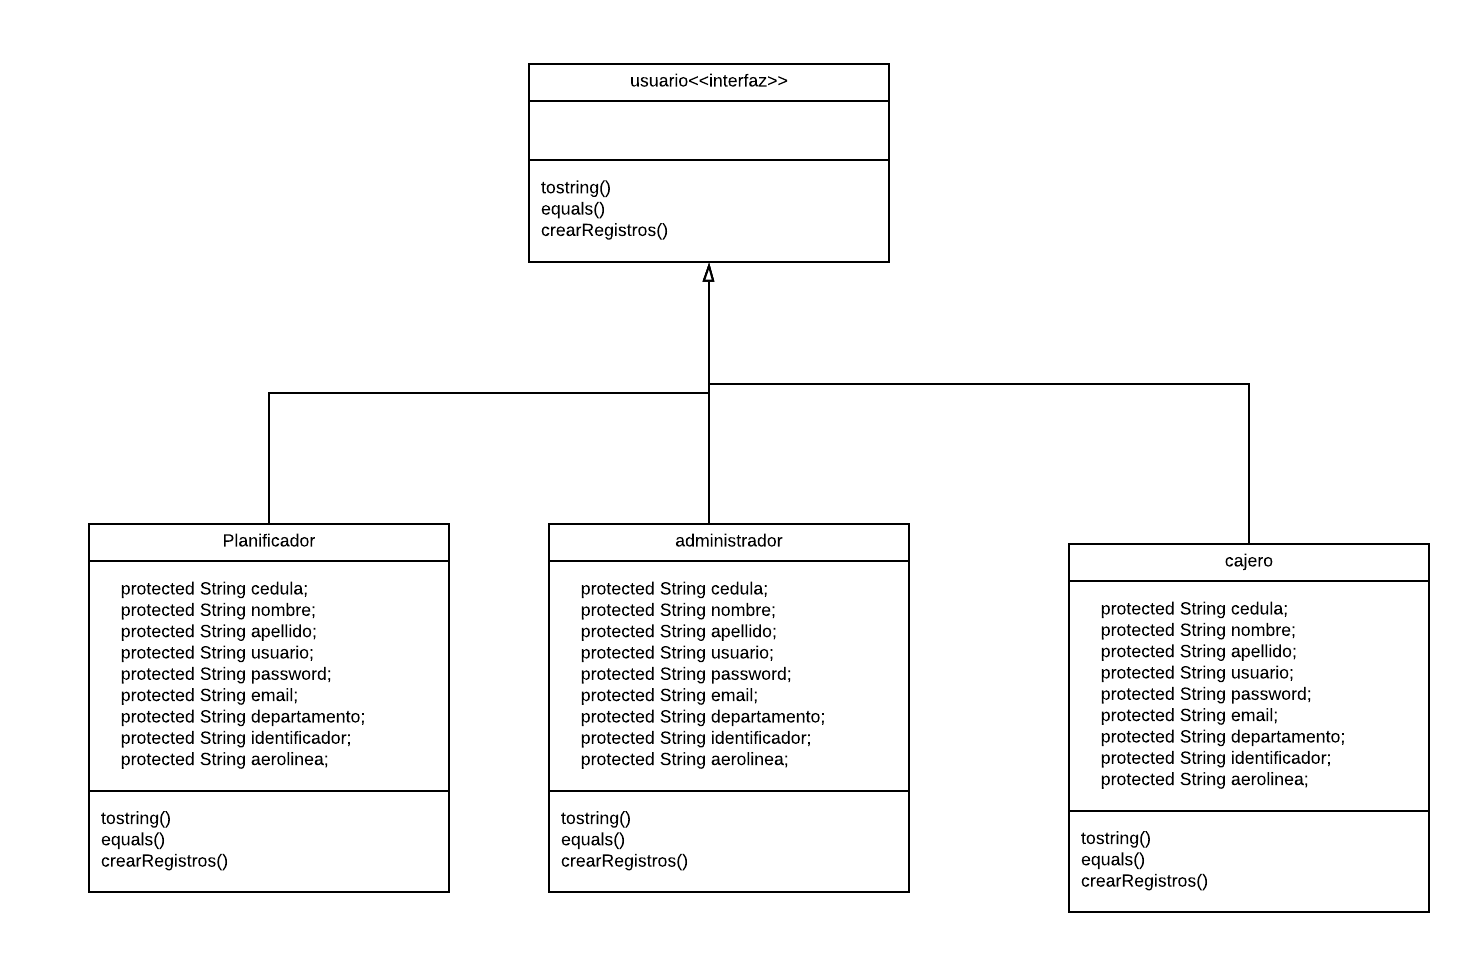 usuario<<interfaz>>
tostring()
equals()
crearRegistros()
Planificador
protected String cedula;
protected String nombre;
protected String apellido;
protected String usuario;
protected String password;
protected String email;
protected String departamento;
protected String identificador;
protected String aerolinea;
tostring()
equals()
crearRegistros()
administrador
protected String cedula;
protected String nombre;
protected String apellido;
protected String usuario;
protected String password;
protected String email;
protected String departamento;
protected String identificador;
protected String aerolinea;
tostring()
equals()
crearRegistros()
cajero
protected String cedula;
protected String nombre;
protected String apellido;
protected String usuario;
protected String password;
protected String email;
protected String departamento;
protected String identificador;
protected String aerolinea;
tostring()
equals()
crearRegistros()